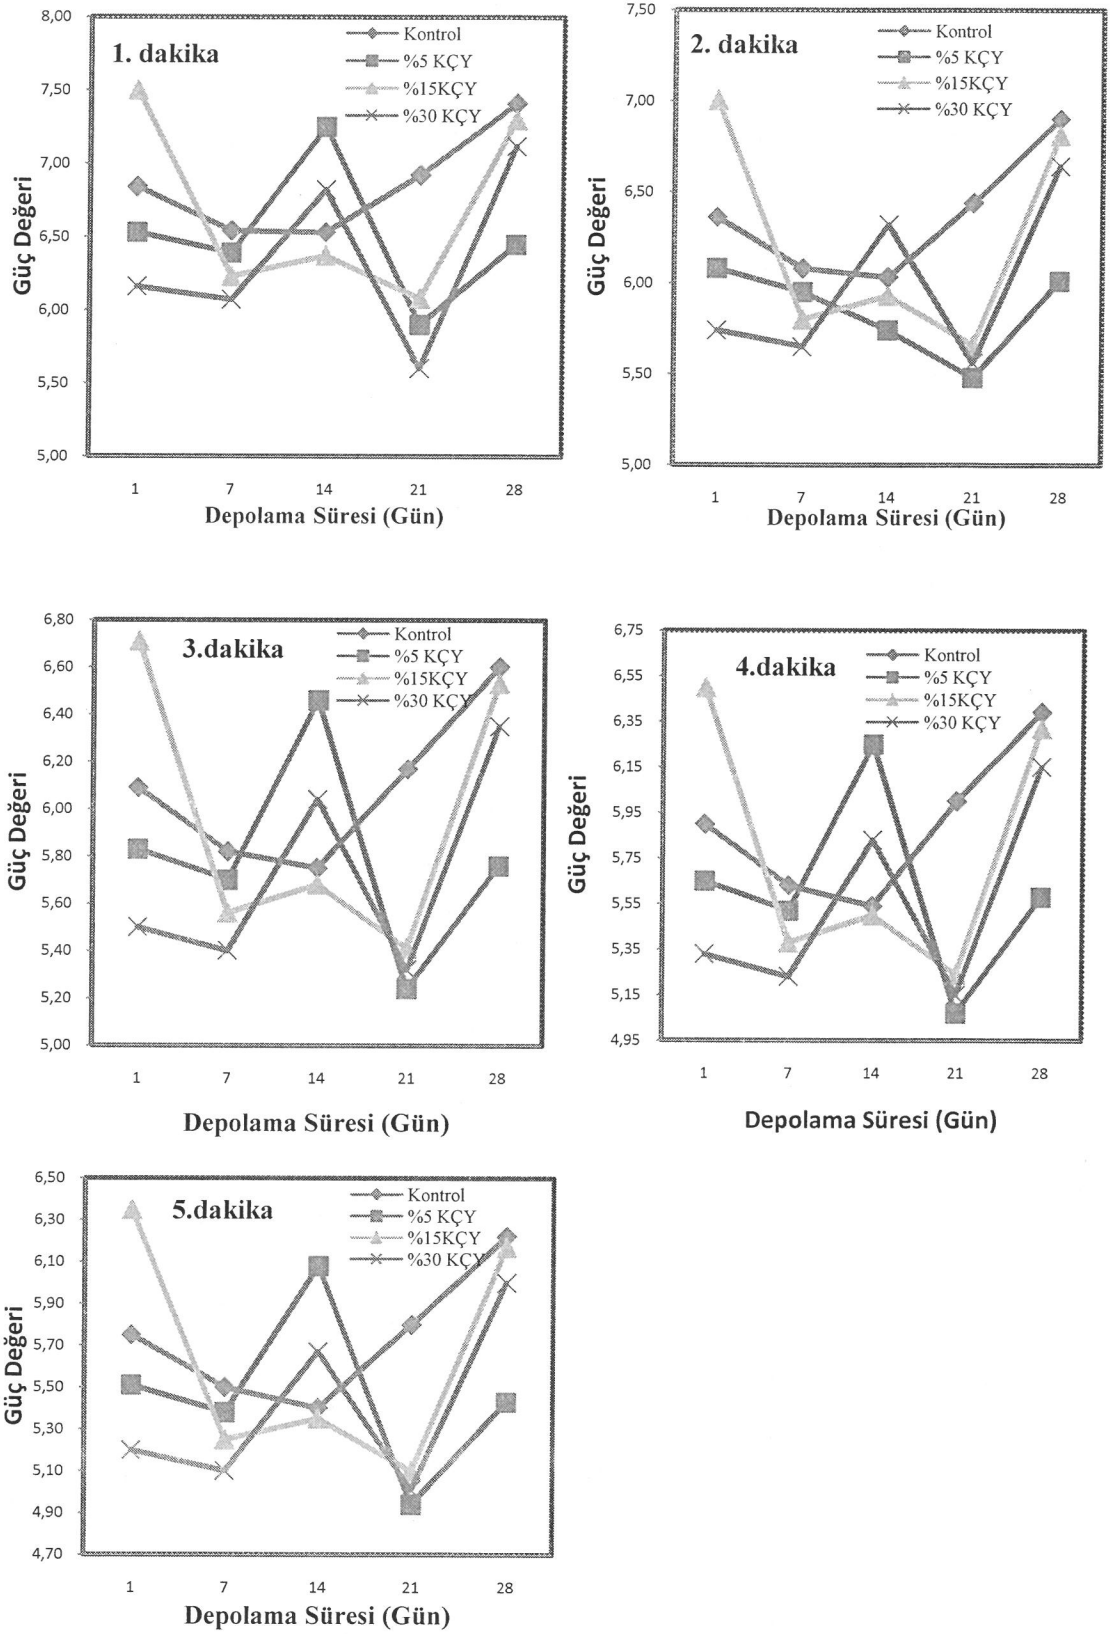 1. dakika
Kontrol
%5 KÇY
%15KÇY
%30 KÇY
8,00
7,50
7,00
6,50
6,00
5,50
5,00
Güç Değeri
1 7 14 21 28
Depolama Süresi (Gün)
2. dakika
Kontrol
%5 KÇY
%15KÇY
%30 KÇY
7,50
7,00
6,50
6,00
5,50
5,00
Güç Değeri
1 7 14 21 28
Depolama Süresi (Gün)
3.dakika
Kontrol
%5 KÇY
%15KÇY
%30 KÇY
6,80
6,60
6,40
6,20
6,00
5,80
5,60
5,40
5,20
5,00
Güç Değeri
1 7 14 21 28
Depolama Süresi (Gün)
4.dakika
Kontrol
%5 KÇY
%15KÇY
%30 KÇY
6,75
6,55
6,35
6,15
5,95
5,75
5,55
5,35
5,15
4,95
Güç Değeri
1 7 14 21 28
Depolama Süresi (Gün)
5.dakika
Kontrol
%5 KÇY
%15KÇY
%30 KÇY
6,50
6,30
6,10
5,90
5,70
5,50
5,30
5,10
4,90
4,70
Güç Değeri
1 7 14 21 28
Depolama Süresi (Gün)